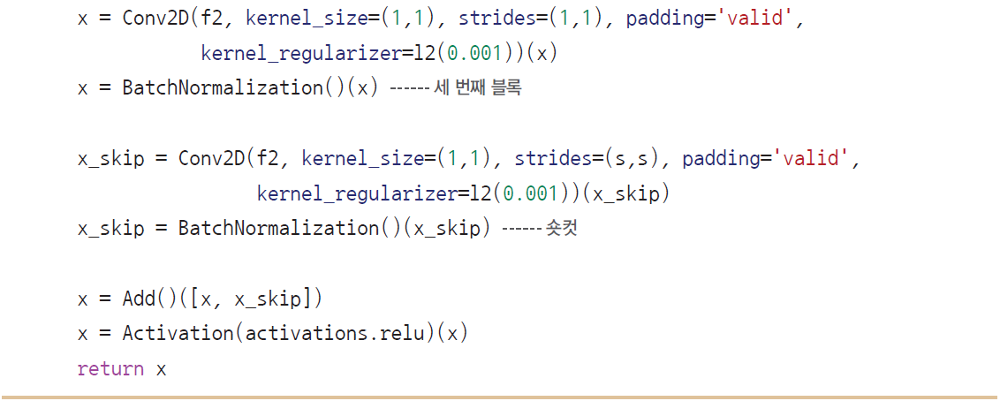 x = Conv2D(f2, kernel_size=(1,1), strides=(1,1), padding='valid',
kernel_regularizer=l2(0.001))(x)
x = BatchNormalization()(x) ------ 세 번째 블록
x_skip = Conv2D(f2, kernel_size=(1,1), strides=(s,s), padding='valid',
kernel_regularizer=l2(0.001))(x_skip)
x_skip = BatchNormalization()(x_skip) ------ 숏컷
x = Add()([x, x_skip])
x = Activation(activations.relu)(x)
return x